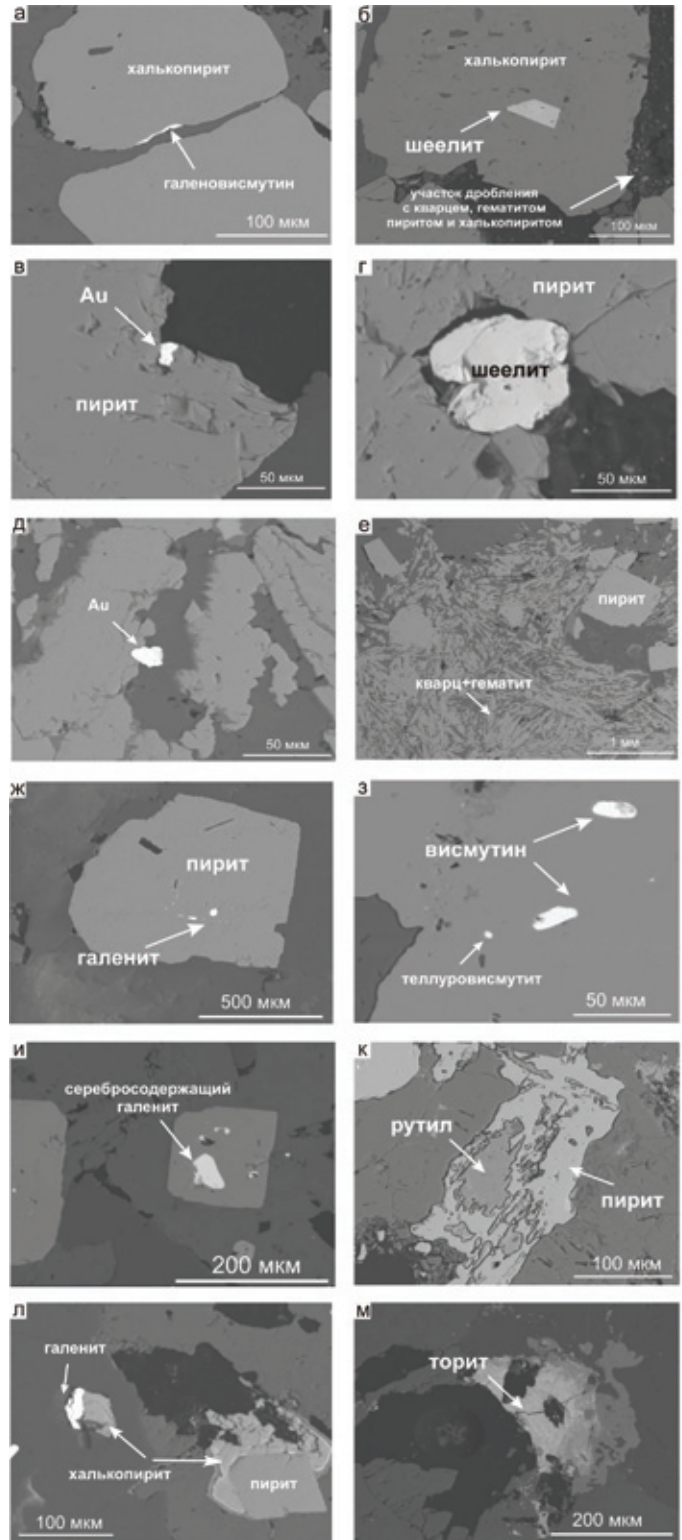 а
халькопирит
галеновисмутин
100 мкм
б
халькопирит
шеелит
участок дробления
с кварцем, гематитом
пиритом и халькопиритом
100 мкм
в
Au
пирит
50 мкм
г
пирит
шеелит
50 мкм
д
Au
50 мкм
е
пирит
кварц+гематит
1 мм
ж
пирит
галенит
500 мкм
з
висмутин
теллуровисмутит
50 мкм
и
серебросодержащий
галенит
200 мкм
к
рутил
пирит
100 мкм
л
галенит
халькопирит
пирит
100 мкм
м
торит
200 мкм